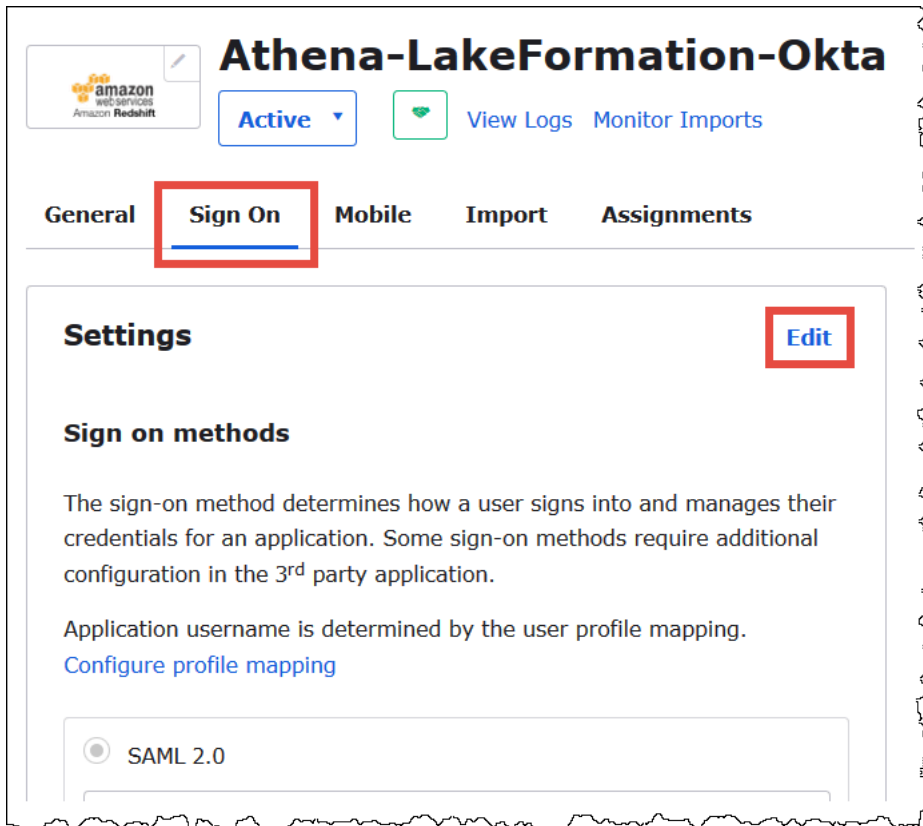 Athena-LakeFormation-Okta
amazon
webservices
Amazon Redshift
Active
View Logs
Monitor Imports
General
Sign On
Mobile
Import
Assignments
Settings
Edit
Sign on methods
The sign-on method determines how a user signs into and manages their
credentials for an application. Some sign-on methods require additional
configuration in the 3rd party application.
Application username is determined by the user profile mapping.
Configure profile mapping
SAML 2.0